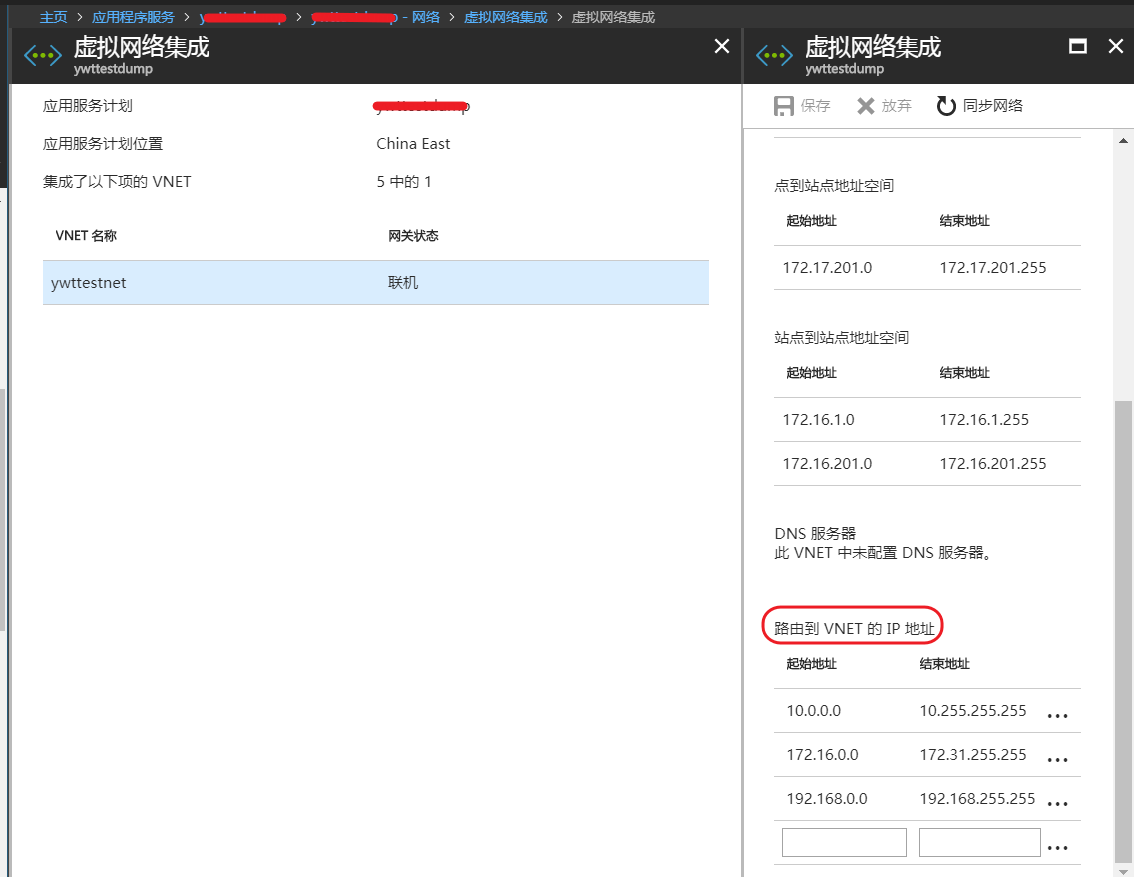 主页 > 应用程序服务 > > - 网络 > 虚拟网络集成 > 虚拟网络集成
虚拟网络集成
ywttestdump
应用服务计划
应用服务计划位置 China East
集成了以下项的 VNET 5 中的 1
VNET 名称 网关状态
ywttestnet 联机
虚拟网络集成
ywttestdump
保存 放弃 同步网络
点到站点地址空间
起始地址 结束地址
172.17.201.0 172.17.201.255
站点到站点地址空间
起始地址 结束地址
172.16.1.0 172.16.1.255
172.16.201.0 172.16.201.255
DNS 服务器
此 VNET 中未配置 DNS 服务器。
路由到 VNET 的 IP 地址
起始地址 结束地址
10.0.0.0 10.255.255.255 ...
172.16.0.0 172.31.255.255 ...
192.168.0.0 192.168.255.255 ...
...